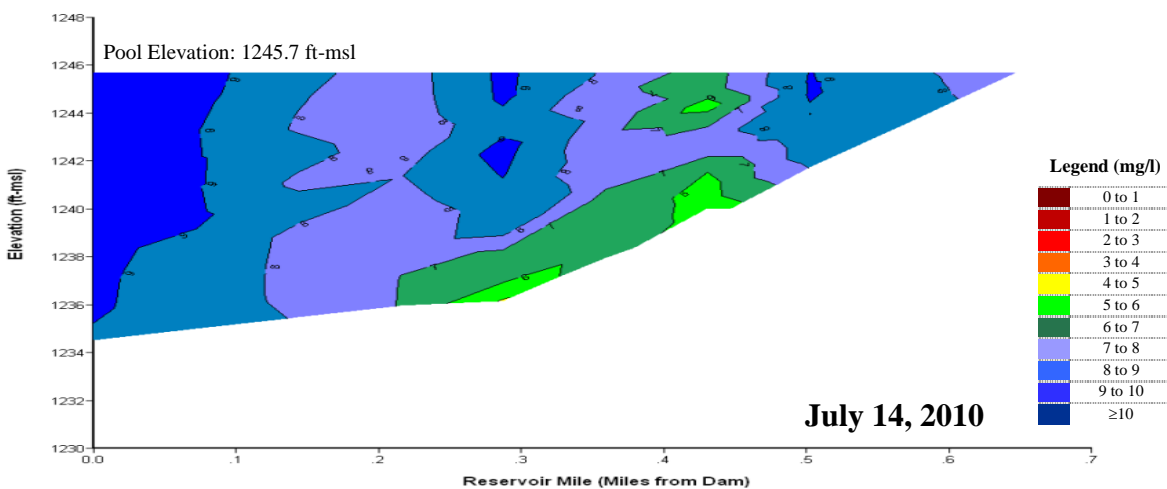 1248
1246
1244
1242
1240
1238
1236
1234
1232
1230
Elevation (ft-msl)
Pool Elevation: 1245.7 ft-msl
July 14, 2010
0.0 .1 .2 .3 .4 .5 .6 0.7
Reservoir Mile (Miles from Dam)
Legend (mg/l)
0 to 1
1 to 2
2 to 3
3 to 4
4 to 5
5 to 6
6 to 7
7 to 8
8 to 9
9 to 10
≥10